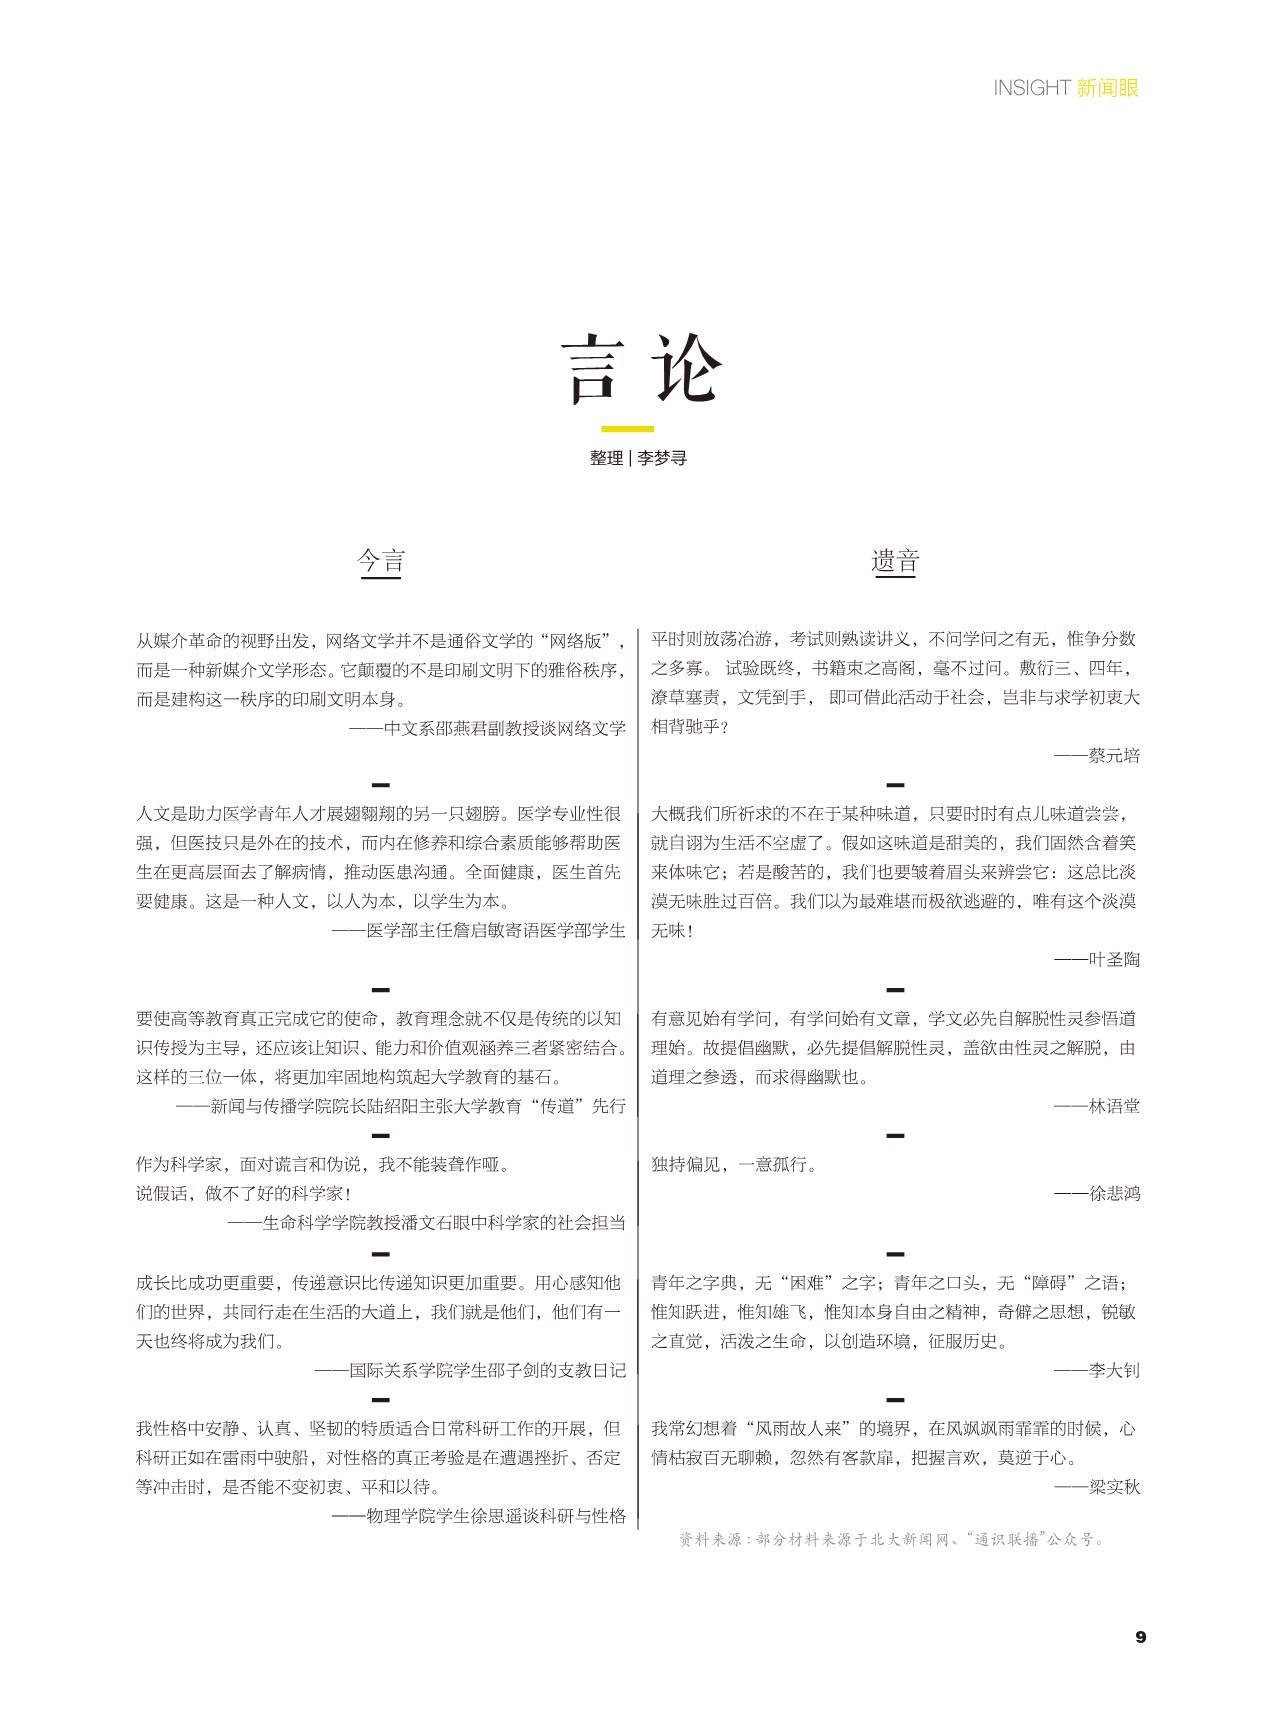 INSIGHT 新闻眼
言论
整理 | 李梦寻
今言
从媒介革命的视野出发，网络文学并不是通俗文学的“网络版”，
而是一种新媒介文学形态。它颠覆的不是印刷文明下的雅俗秩序，
而是建构这一秩序的印刷文明本身。
——中文系邵燕君副教授谈网络文学
人文是助力医学青年人才展翅翱翔的另一只翅膀。医学专业性很
强，但医技只是外在的技术，而内在修养和综合素质能够帮助医
生在更高层面去了解病情，推动医患沟通。全面健康，医生首先
要健康。这是一种人文，以人为本，以学生为本。
——医学部主任詹启敏寄语医学部学生
要使高等教育真正完成它的使命，教育理念就不仅是传统的以知
识传授为主导，还应该让知识、能力和价值观涵养三者紧密结合。
这样的三位一体，将更加牢固地构筑起大学教育的基石。
——新闻与传播学院院长陆绍阳主张大学教育“传道”先行
作为科学家，面对谎言和伪说，我不能装聋作哑。
说假话，做不了好的科学家！
——生命科学学院教授潘文石眼中科学家的社会担当
成长比成功更重要，传递意识比传递知识更加重要。用心感知他
们的世界，共同行走在生活的大道上，我们就是他们，他们有一
天也终将成为我们。
——国际关系学院学生邵子剑的支教日记
我性格中安静、认真、坚韧的特质适合日常科研工作的开展，但
科研正如在雷雨中驶船，对性格的真正考验是在遭遇挫折、否定
等冲击时，是否能不变初衷、平和以待。
——物理学院学生徐思遥谈科研与性格
遗音
平时则放荡冶游，考试则熟读讲义，不问学问之有无，惟争分数
之多寡。 试验既终，书籍束之高阁，毫不过问。敷衍三、四年，
潦草塞责，文凭到手， 即可借此活动于社会，岂非与求学初衷大
相背驰乎？
——蔡元培
大概我们所祈求的不在于某种味道，只要时时有点儿味道尝尝，
就自诩为生活不空虚了。假如这味道是甜美的，我们固然含着笑
来体味它；若是酸苦的，我们也要皱着眉头来辨尝它：这总比淡
漠无味胜过百倍。我们以为最难堪而极欲逃避的，唯有这个淡漠
无味！
——叶圣陶
有意见始有学问，有学问始有文章，学文必先自解脱性灵参悟道
理始。故提倡幽默，必先提倡解脱性灵，盖欲由性灵之解脱，由
道理之参透，而求得幽默也。
——林语堂
独持偏见，一意孤行。
——徐悲鸿
青年之字典，无“困难”之字；青年之口头，无“障碍”之语；
惟知跃进，惟知雄飞，惟知本身自由之精神，奇僻之思想，锐敏
之直觉，活泼之生命，以创造环境，征服历史。
——李大钊
我常幻想着“风雨故人来”的境界，在风飒飒雨霏霏的时候，心
情枯寂百无聊赖，忽然有客款扉，把握言欢，莫逆于心。
——梁实秋
资料来源：部分材料来源于北大新闻网、“通识联播”公众号。
9